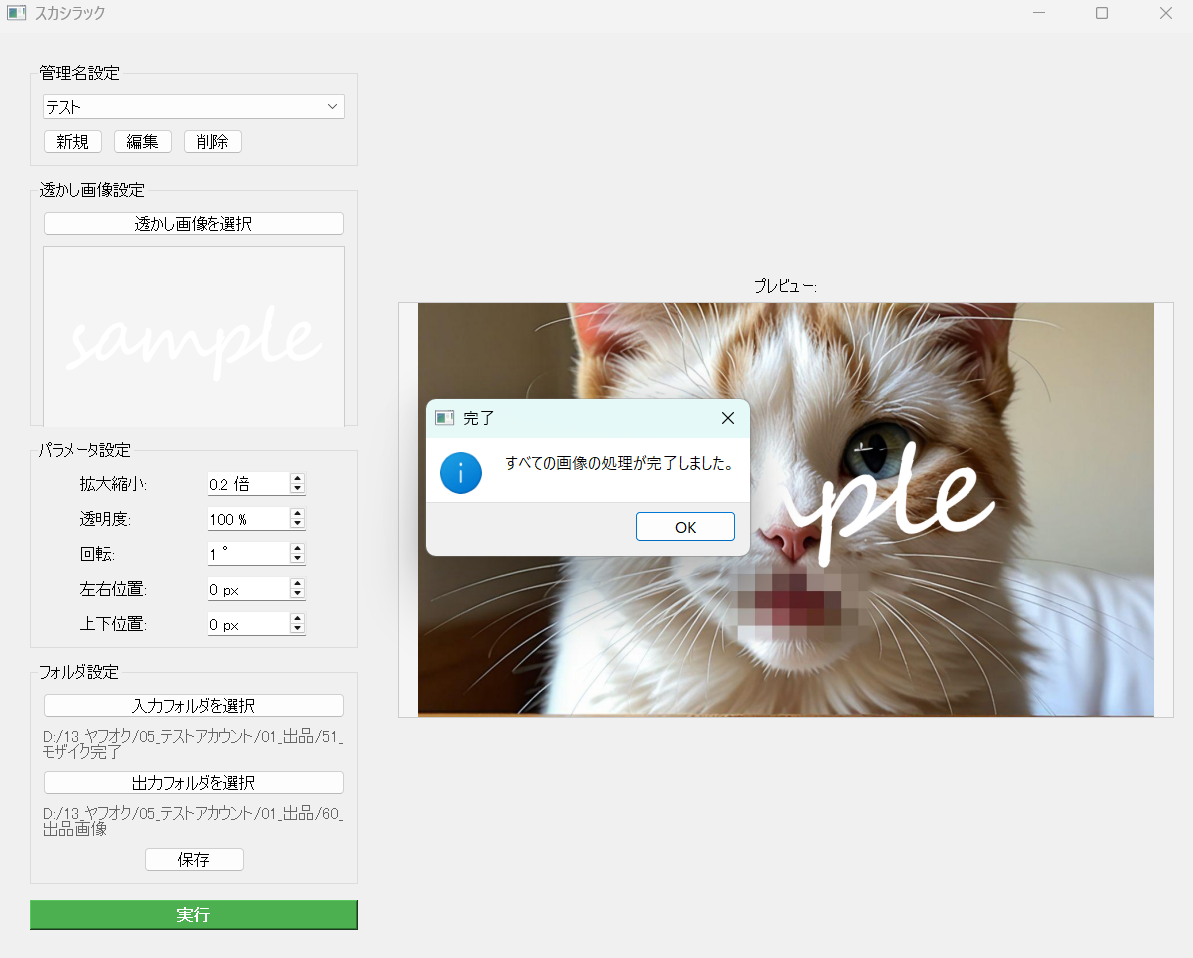 スカシラック
管理名設定
テスト
新規
編集
削除
透かし画像設定
透かし画像を選択
sample
パラメータ設定
拡大縮小:
0.2 倍
透明度:
100 %
回転:
1 °
左右位置:
0 px
上下位置:
0 px
フォルダ設定
入力フォルダを選択
D:/13_ヤフオク/05_テストアカウント/01_出品/51_
モザイク完了
出力フォルダを選択
D:/13_ヤフオク/05_テストアカウント/01_出品/60_
出品画像
保存
実行
プレビュー:
mple
完了
すべての画像の処理が完了しました。
OK